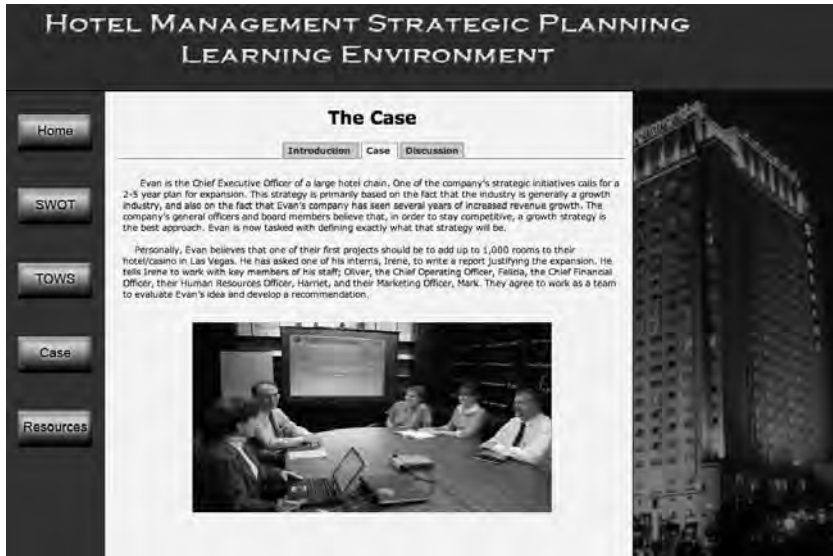 HOTEL MANAGEMENT STRATEGIC PLANNING
LEARNING ENVIRONMENT
Home
SWOT
TOWS
Case
Resources
The Case
Introduction Case Discussion
Evan is the Chief Executive Officer of a large hotel chain. One of the company's strategic initiatives calls for a
2-5 year plan for expansion. This strategy is primarily based on the fact that the industry is generally a growth
industry, and also on the fact that Evan's company has seen several years of increased revenue growth. The
company's general officers and board members believe that, in order to stay competitive, a growth strategy is
the best approach. Evan is now tasked with defining exactly what that strategy will be.
Personally, Evan believes that one of their first projects should be to add up to 1,000 rooms to their
hotel/casino in Las Vegas. He has asked one of his interns, Irene, to write a report justifying the expansion. He
tells Irene to work with key members of his staff; Oliver, the Chief Operating Officer, Felicia, the Chief Financial
Officer, their Human Resources Officer, Harriet, and their Marketing Officer, Mark. They agree to work as a team
to evaluate Evan's idea and develop a recommendation.